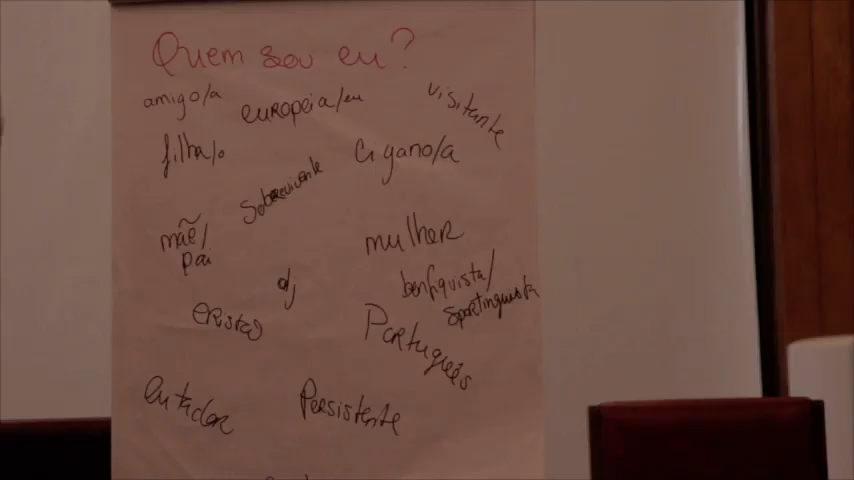 Quem sou eu?
amigo/a
europeia/eu
visitante
filha/o
Cigano/a
Sobrevivente
mãe/
pai
mulher
dj
benfiquista/
sportinguista
cristão
Português
lutador
Persistente